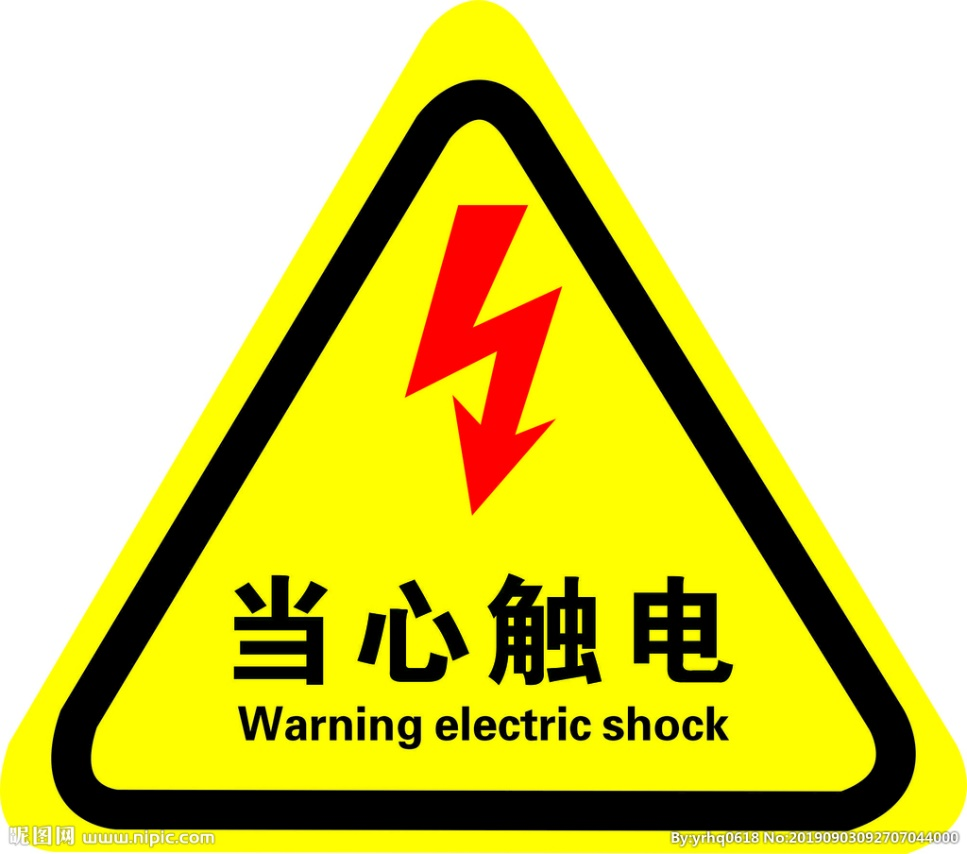 当心触电
Warning electric shock
昵图网 www.nipic.com
By:yrhq0618 No:20190903092707044000